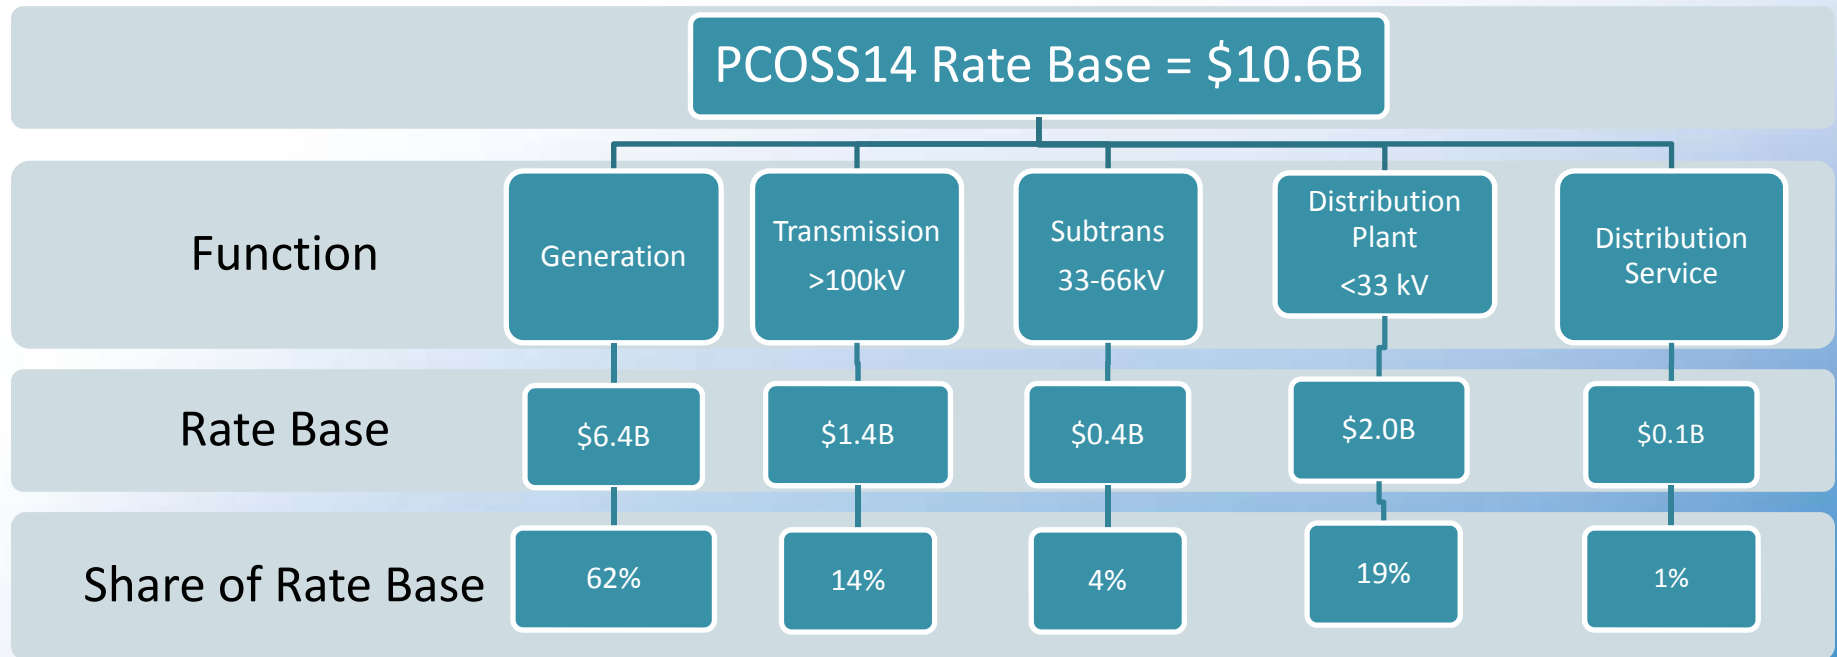 PCOSS14 Rate Base = $10.6B
Function
Generation
Transmission
>100kV
Subtrans
33-66kV
Distribution
Plant
<33 kV
Distribution
Service
Rate Base
$6.4B
$1.4B
$0.4B
$2.0B
$0.1B
Share of Rate Base
62%
14%
4%
19%
1%